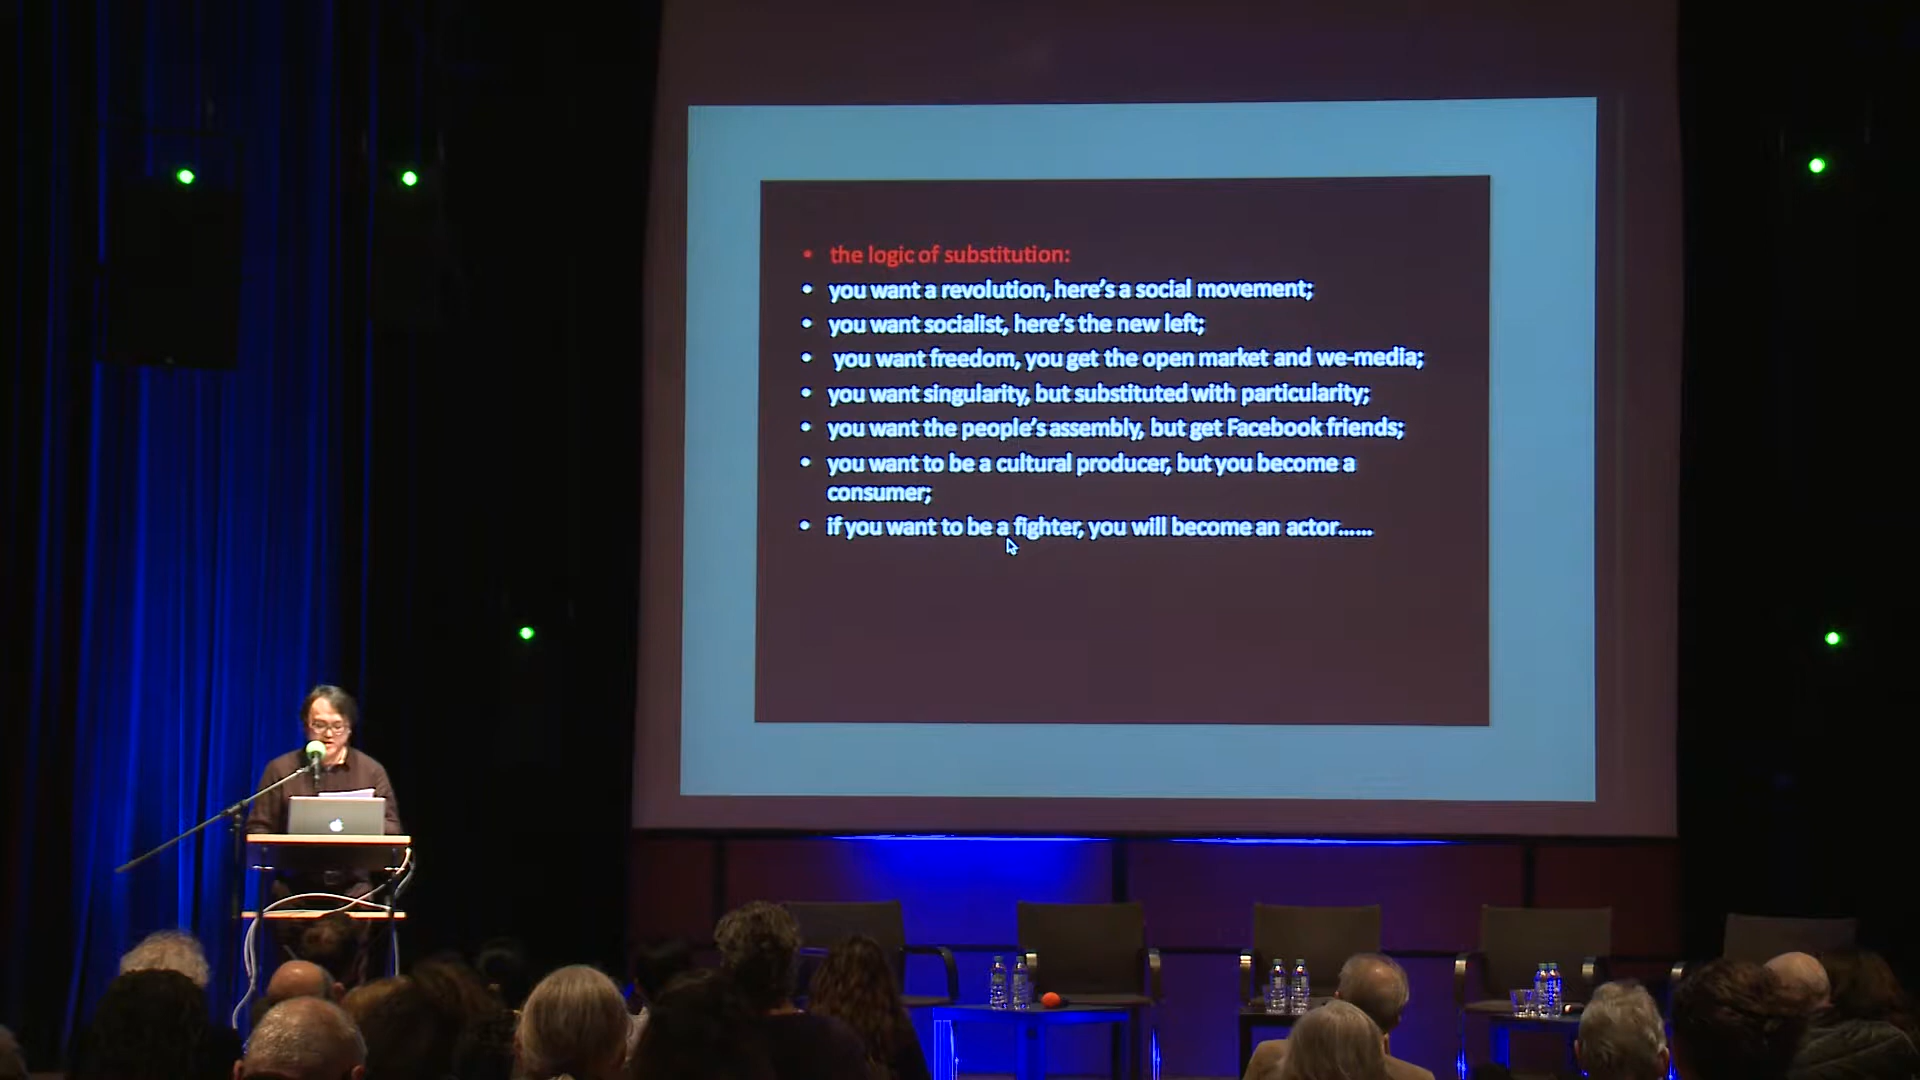 • the logic of substitution:
• you want a revolution, here's a social movement;
• you want socialist, here's the new left;
• you want freedom, you get the open market and we-media;
• you want singularity, but substituted with particularity;
• you want the people's assembly, but get Facebook friends;
• you want to be a cultural producer, but you become a
consumer;
• if you want to be a fighter, you will become an actor......